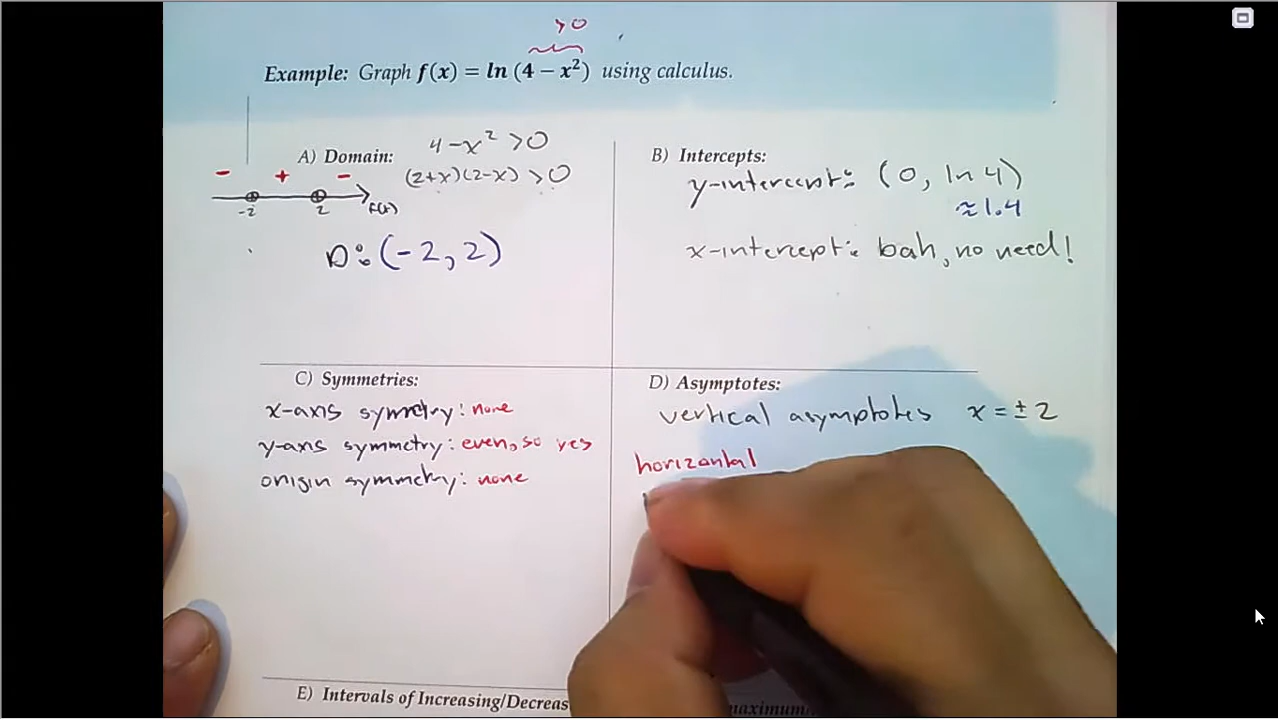 > 0
Example: Graph f(x) = ln (4 − x²) using calculus.
A) Domain:
4 - x² > 0
(2+x)(2-x) > 0
− + −
-2 2 f(x)
D: (-2, 2)
B) Intercepts:
y-intercept: (0, ln 4)
≈ 1.4
x-intercept: bah, no need!
C) Symmetries:
x-axis symmetry: none
y-axis symmetry: even, so yes
origin symmetry: none
D) Asymptotes:
vertical asymptotes x = ± 2
horizontal
E) Intervals of Increasing/Decreas